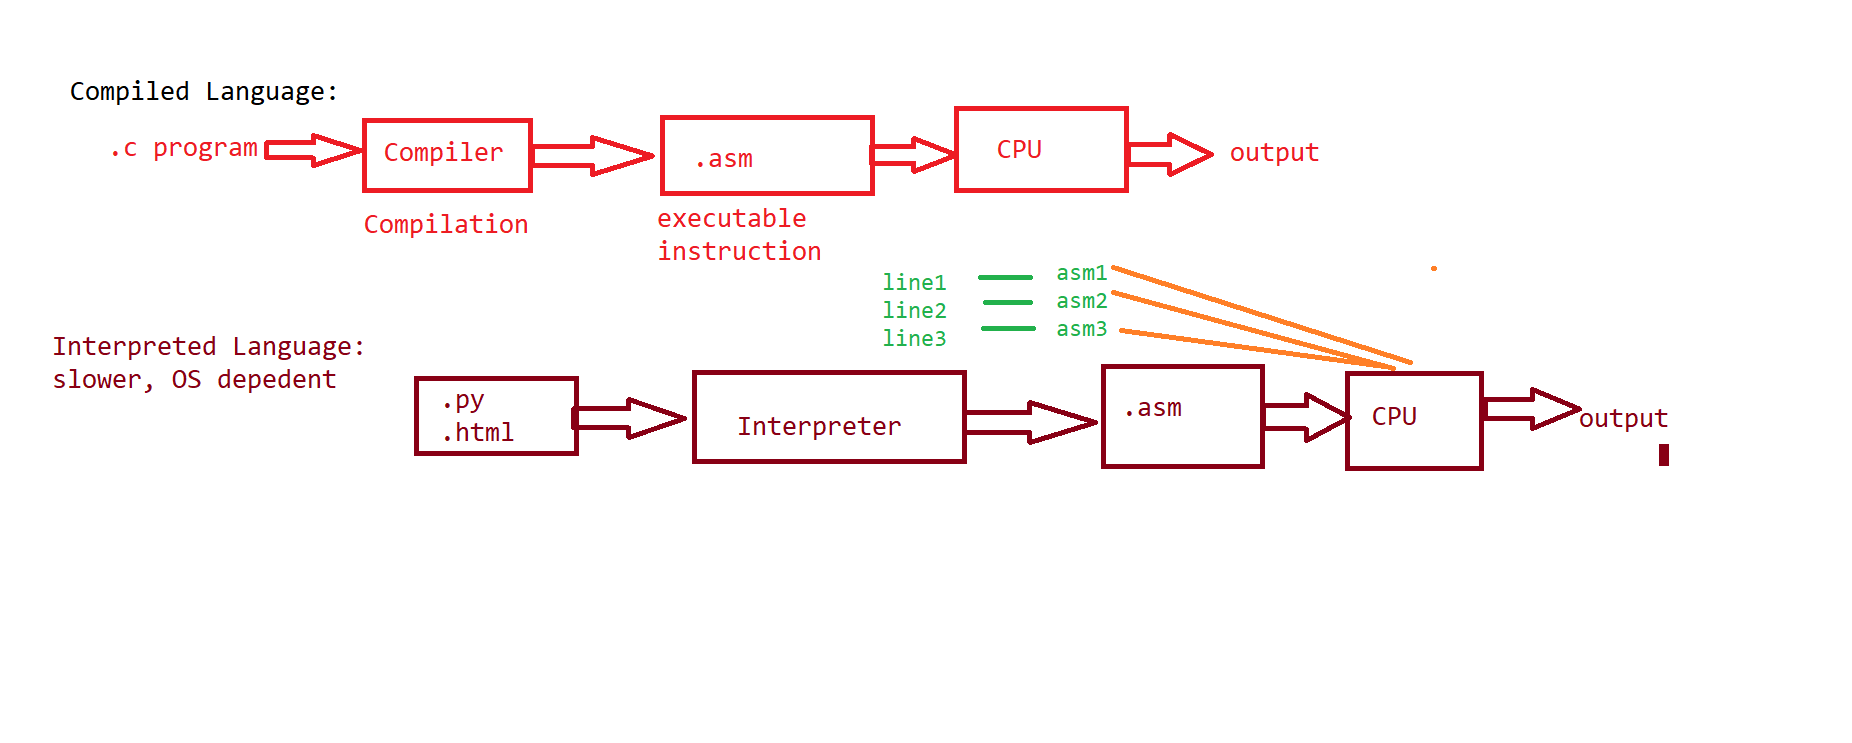 Compiled Language:
.c program
Compiler
.asm
CPU
output
Compilation
executable
instruction
line1
asm1
line2
asm2
line3
asm3
Interpreted Language:
slower, OS depedent
.py
.html
Interpreter
.asm
CPU
output